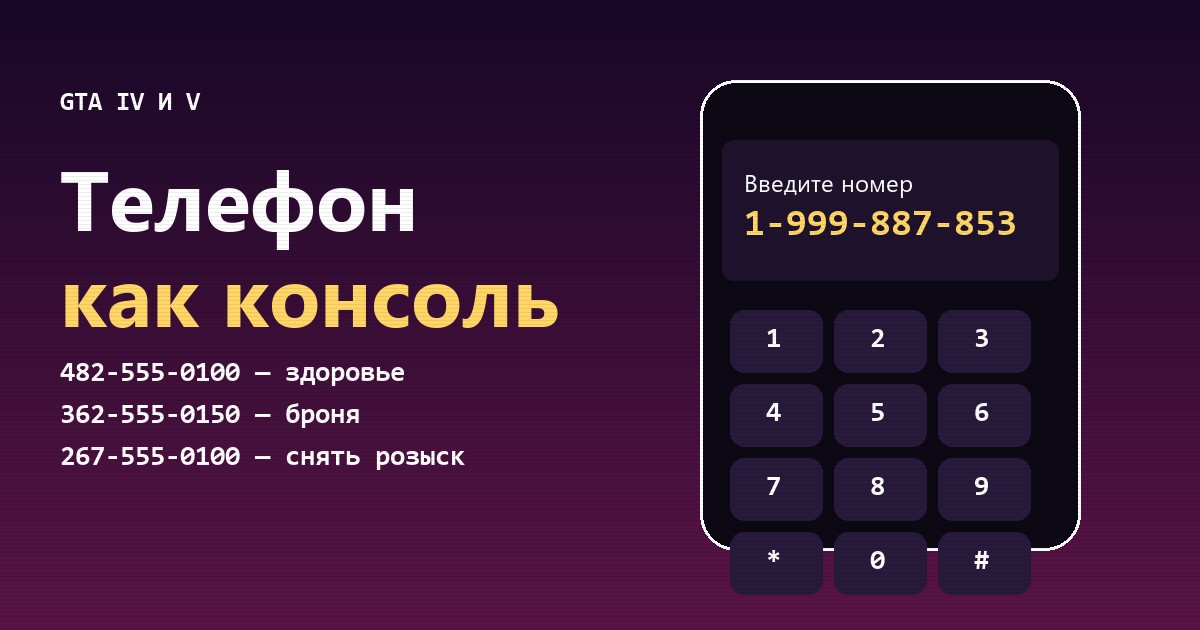 GTA IV И V
Телефон
как консоль
482-555-0100 — здоровье
362-555-0150 — броня
267-555-0100 — снять розыск
Введите номер
1-999-887-853
1 2 3
4 5 6
7 8 9
* 0 #